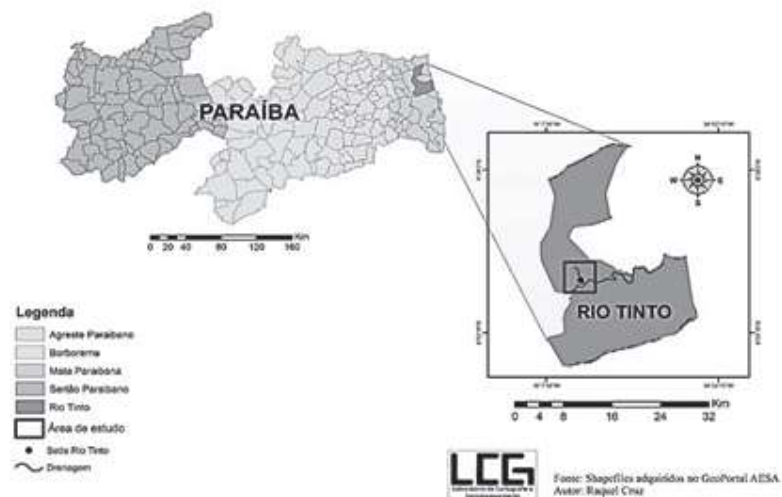 PARAÍBA
Km
0 20 40 80 120 160
N
W E
S
RIO TINTO
Km
0 4 8 16 24 32
Legenda
Agreste Paraibano
Borborema
Mata Paraibana
Sertão Paraibano
Rio Tinto
Área de estudo
Sede Rio Tinto
Drenagem
LCG
Fonte: Shapefiles adquiridos no GeoPortal AESA.
Autor: Raquel Cruz